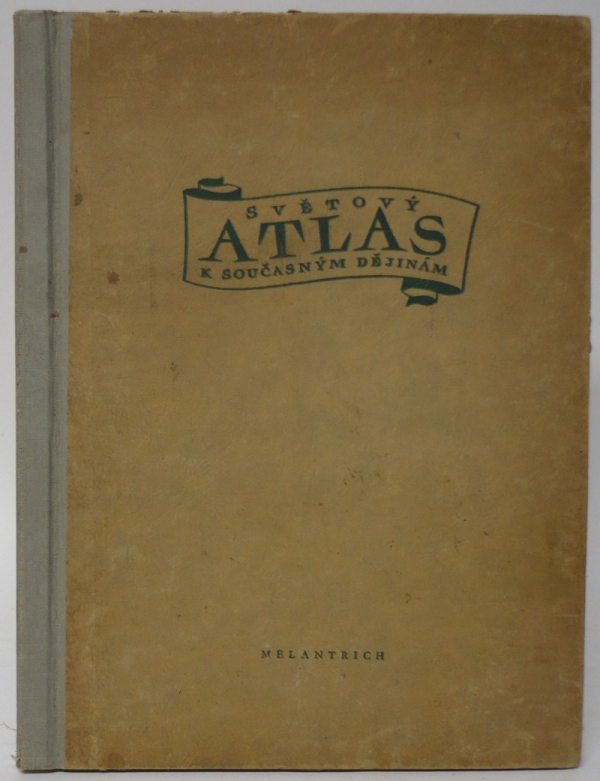 SVĚTOVÝ
ATLAS
K SOUČASNÝM DĚJINÁM
MELANTRICH